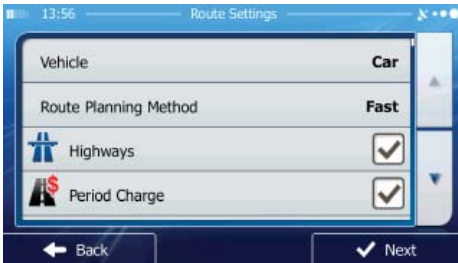 13:56 Route Settings
Vehicle Car
Route Planning Method Fast
Highways
$ Period Charge
Back Next